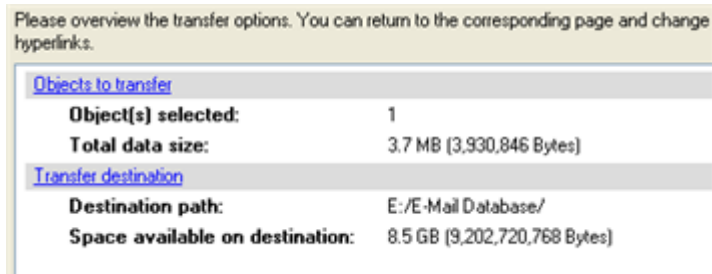 Please overview the transfer options. You can return to the corresponding page and change
hyperlinks.
Objects to transfer
Object(s) selected: 1
Total data size: 3.7 MB (3,930,846 Bytes)
Transfer destination
Destination path: E:/E-Mail Database/
Space available on destination: 8.5 GB (9,202,720,768 Bytes)